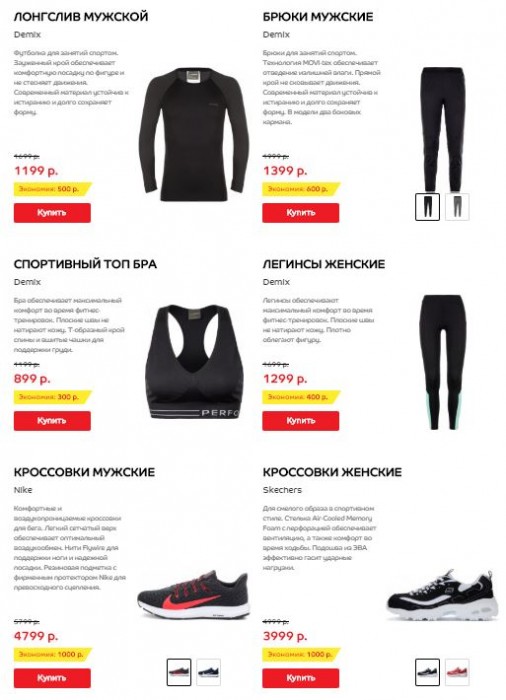 ЛОНГСЛИВ МУЖСКОЙ
Demix
Футболка для занятий спортом.
Зауженный крой обеспечивает
комфортную посадку по фигуре и
не стесняет движения.
Современный материал устойчив к
истиранию и долго сохраняет
форму.
1699 р.
1199 р.
Экономия: 500 р.
Купить
БРЮКИ МУЖСКИЕ
Demix
Брюки для занятий спортом.
Технология MOVI-tex обеспечивает
отведение излишней влаги. Прямой
крой не сковывает движения.
Современный материал устойчив к
истиранию и долго сохраняет
форму. В модели два боковых
кармана.
1999 р.
1399 р.
Экономия: 600 р.
Купить
СПОРТИВНЫЙ ТОП БРА
Demix
Бра обеспечивает максимальный
комфорт во время фитнес-
тренировок. Плоские швы не
натирают кожу. Т-образный крой
спины и вшитые чашки для
поддержки груди.
1199 р.
899 р.
Экономия: 300 р.
Купить
PERFO
ЛЕГИНСЫ ЖЕНСКИЕ
Demix
Легинсы обеспечивают
максимальный комфорт во время
фитнес-тренировок. Плоские швы
не натирают кожу. Плотно
облегают фигуру.
1699 р.
1299 р.
Экономия: 400 р.
Купить
КРОССОВКИ МУЖСКИЕ
Nike
Комфортные и
воздухопроницаемые кроссовки
для бега. Легкий сетчатый верх
обеспечивает оптимальный
воздухообмен. Нити Flywire для
поддержки ноги и надежной
посадки. Резиновая подметка с
фирменным протектором Nike для
превосходного сцепления.
5799 р.
4799 р.
Экономия: 1000 р.
Купить
КРОССОВКИ ЖЕНСКИЕ
Skechers
Для смелого образа в спортивном
стиле. Стелька Air Cooled Memory
Foam с перфорацией обеспечивает
вентиляцию, а также комфорт во
время ходьбы. Подошва из ЭВА
эффективно гасит ударные
нагрузки.
4999 р.
3999 р.
Экономия: 1000 р.
Купить